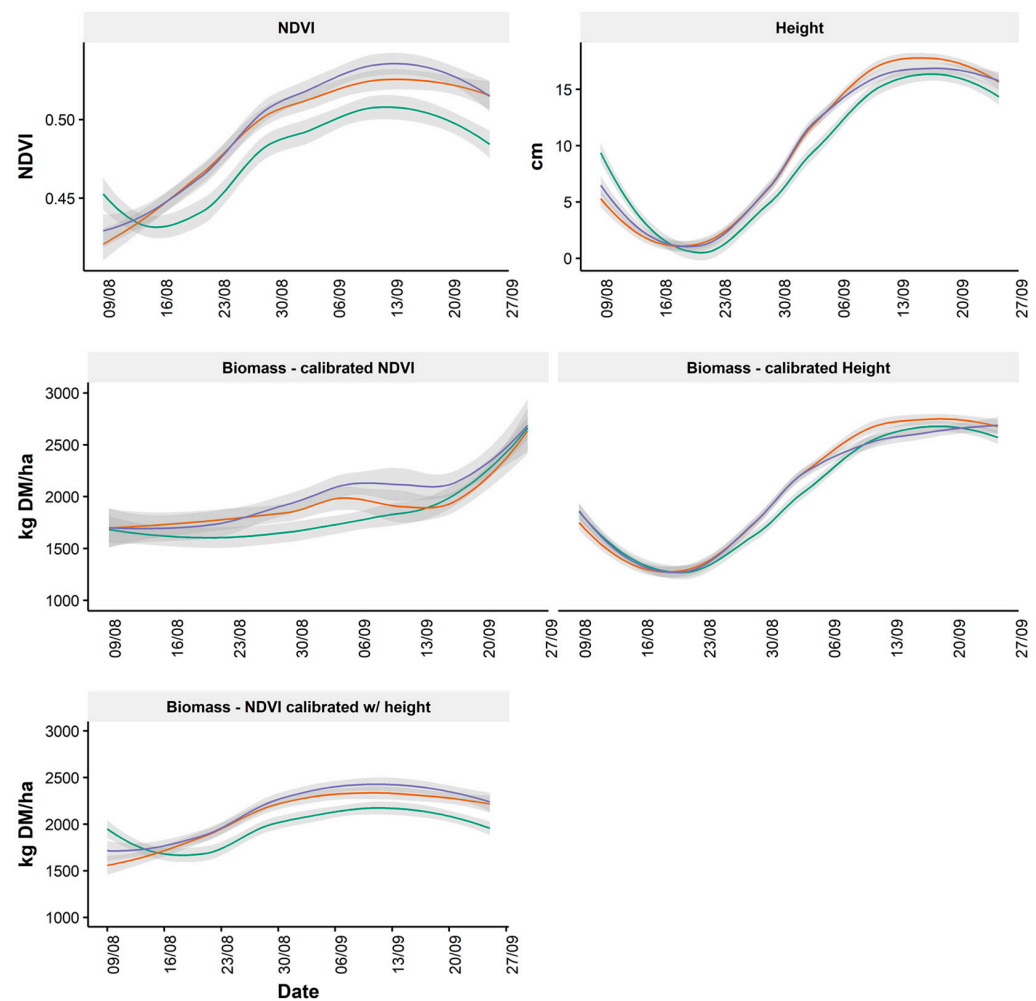 NDVI
Height
NDVI
0.50
0.45
cm
15
10
5
0
09/08 16/08 23/08 30/08 06/09 13/09 20/09 27/09
09/08 16/08 23/08 30/08 06/09 13/09 20/09 27/09
Biomass - calibrated NDVI
Biomass - calibrated Height
kg DM/ha
3000
2500
2000
1500
1000
09/08 16/08 23/08 30/08 06/09 13/09 20/09 27/09
09/08 16/08 23/08 30/08 06/09 13/09 20/09 27/09
Biomass - NDVI calibrated w/ height
kg DM/ha
3000
2500
2000
1500
1000
09/08 16/08 23/08 30/08 06/09 13/09 20/09 27/09
Date